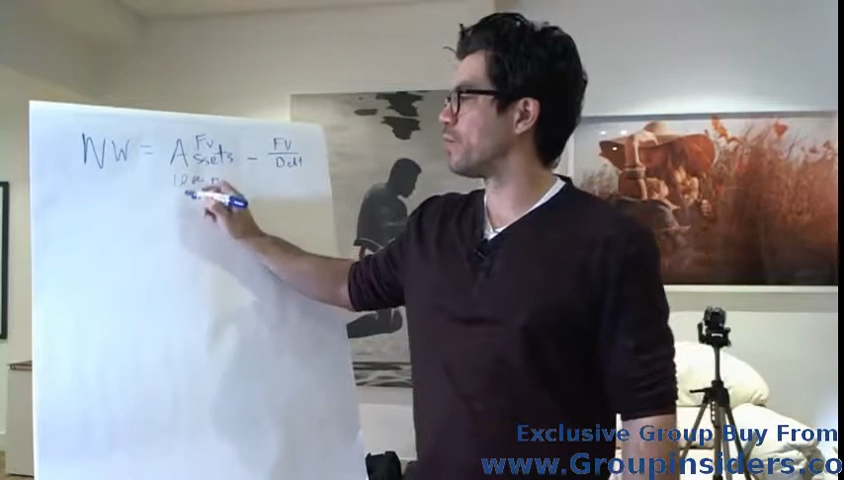 NW = Assets FV - FV
Debt
Exclusive Group Buy From
www.Groupinsiders.co